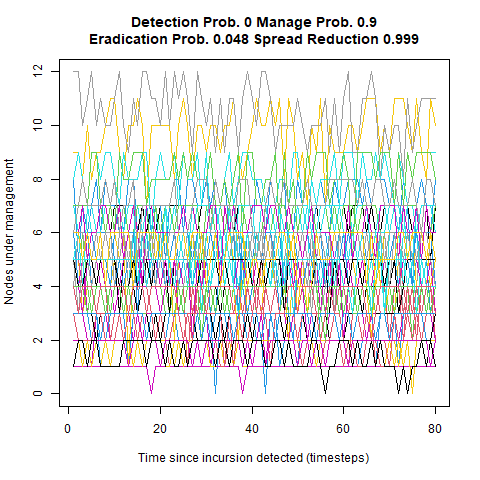 Detection Prob. 0 Manage Prob. 0.9
Eradication Prob. 0.048 Spread Reduction 0.999
Nodes under management
12
10
8
6
4
2
0
0 20 40 60 80
Time since incursion detected (timesteps)